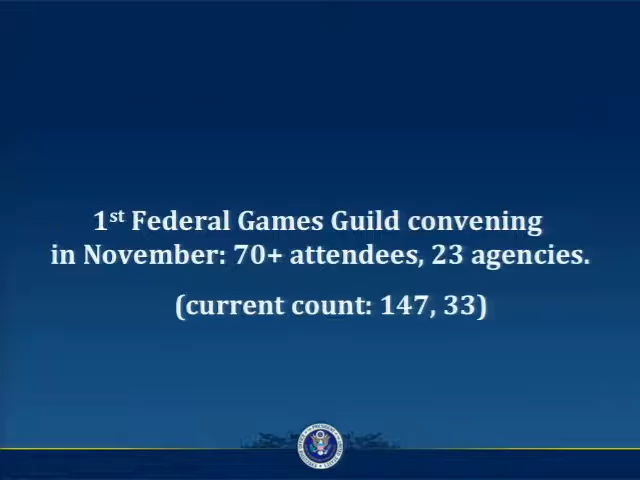 1st Federal Games Guild convening
in November: 70+ attendees, 23 agencies.
(current count: 147, 33)